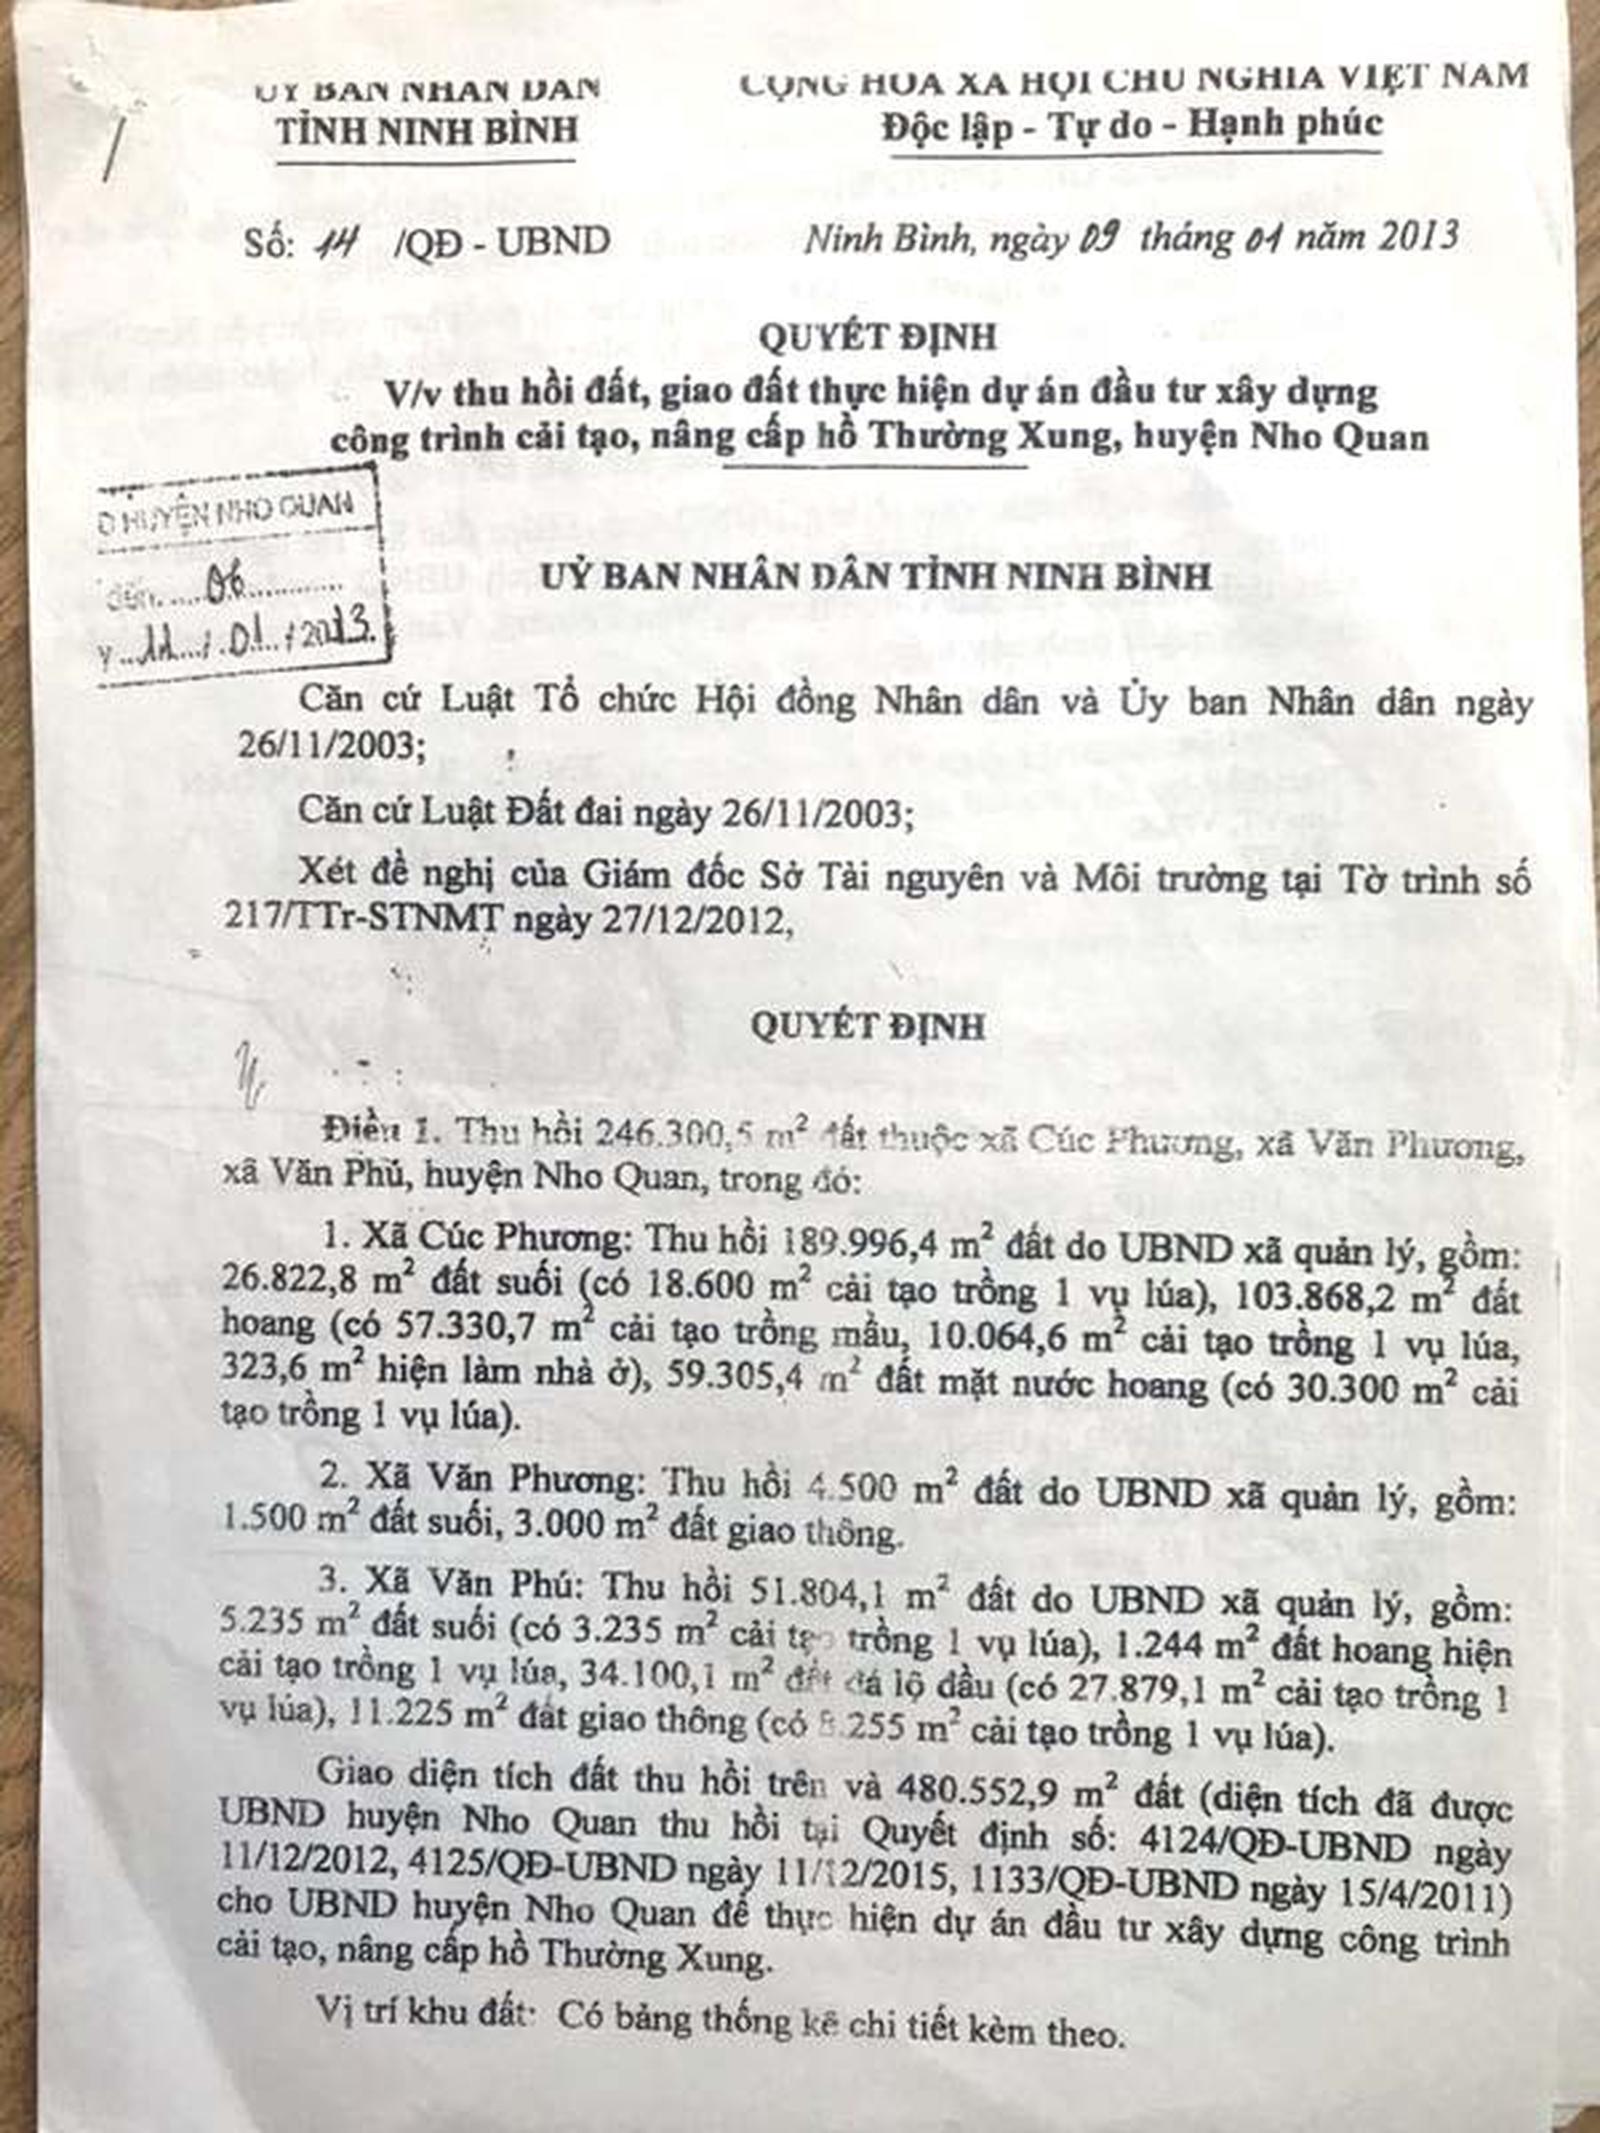 UỶ BAN NHÂN DÂN
TỈNH NINH BÌNH
CỘNG HÒA XÃ HỘI CHỦ NGHĨA VIỆT NAM
Độc lập - Tự do - Hạnh phúc
Số: 14 /QĐ - UBND
Ninh Bình, ngày 09 tháng 01 năm 2013
QUYẾT ĐỊNH
V/v thu hồi đất, giao đất thực hiện dự án đầu tư xây dựng
công trình cải tạo, nâng cấp hồ Thường Xung, huyện Nho Quan
D HUYỆN NHO QUAN
đến.....06..............
y...11.../.01.../2013.
UỶ BAN NHÂN DÂN TỈNH NINH BÌNH
Căn cứ Luật Tổ chức Hội đồng Nhân dân và Ủy ban Nhân dân ngày
26/11/2003;
Căn cứ Luật Đất đai ngày 26/11/2003;
Xét đề nghị của Giám đốc Sở Tài nguyên và Môi trường tại Tờ trình số
217/TTr-STNMT ngày 27/12/2012,
QUYẾT ĐỊNH
Điều 1. Thu hồi 246.300,5 m² đất thuộc xã Cúc Phương, xã Văn Phương,
xã Văn Phú, huyện Nho Quan, trong đó:
1. Xã Cúc Phương: Thu hồi 189.996,4 m² đất do UBND xã quản lý, gồm:
26.822,8 m² đất suối (có 18.600 m² cải tạo trồng 1 vụ lúa), 103.868,2 m² đất
hoang (có 57.330,7 m² cải tạo trồng mầu, 10.064,6 m² cải tạo trồng 1 vụ lúa,
323,6 m² hiện làm nhà ở), 59.305,4 m² đất mặt nước hoang (có 30.300 m² cải
tạo trồng 1 vụ lúa).
2. Xã Văn Phương: Thu hồi 4.500 m² đất do UBND xã quản lý, gồm:
1.500 m² đất suối, 3.000 m² đất giao thông.
3. Xã Văn Phú: Thu hồi 51.804,1 m² đất do UBND xã quản lý, gồm:
5.235 m² đất suối (có 3.235 m² cải tạo trồng 1 vụ lúa), 1.244 m² đất hoang hiện
cải tạo trồng 1 vụ lúa, 34.100,1 m² đất đá lộ đầu (có 27.879,1 m² cải tạo trồng 1
vụ lúa), 11.225 m² đất giao thông (có 8.255 m² cải tạo trồng 1 vụ lúa).
Giao diện tích đất thu hồi trên và 480.552,9 m² đất (diện tích đã được
UBND huyện Nho Quan thu hồi tại Quyết định số: 4124/QĐ-UBND ngày
11/12/2012, 4125/QĐ-UBND ngày 11/12/2015, 1133/QĐ-UBND ngày 15/4/2011)
cho UBND huyện Nho Quan để thực hiện dự án đầu tư xây dựng công trình
cải tạo, nâng cấp hồ Thường Xung.
Vị trí khu đất: Có bảng thống kê chi tiết kèm theo.